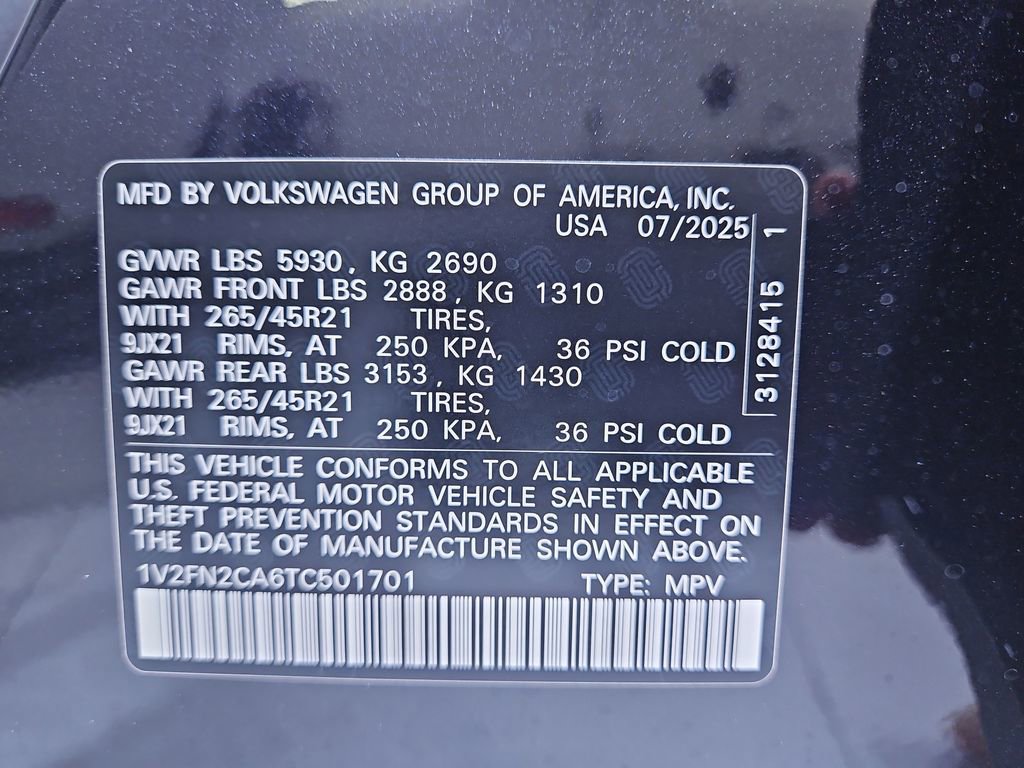 MFD BY VOLKSWAGEN GROUP OF AMERICA, INC.
USA 07/2025
GVWR LBS 5930, KG 2690
GAWR FRONT LBS 2888, KG 1310
WITH 265/45R21 TIRES,
9JX21 RIMS, AT 250 KPA, 36 PSI COLD
GAWR REAR LBS 3153, KG 1430
WITH 265/45R21 TIRES,
9JX21 RIMS, AT 250 KPA, 36 PSI COLD
3128415 1
THIS VEHICLE CONFORMS TO ALL APPLICABLE
U.S. FEDERAL MOTOR VEHICLE SAFETY AND
THEFT PREVENTION STANDARDS IN EFFECT ON
THE DATE OF MANUFACTURE SHOWN ABOVE.
1V2FN2CA6TC501701 TYPE: MPV